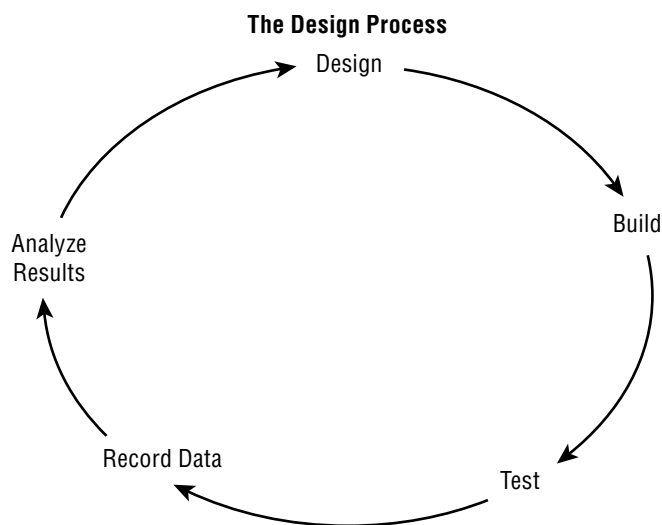 The Design Process
Design
Build
Test
Record Data
Analyze
Results